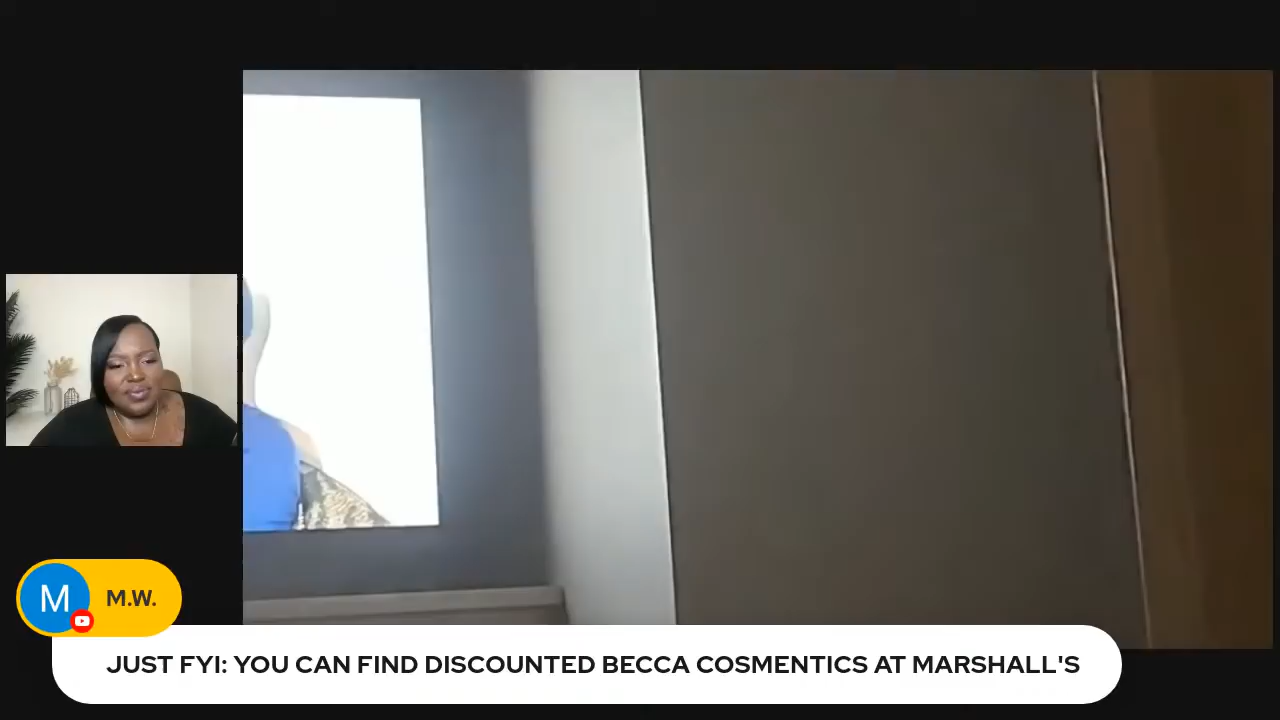 M
M.W.
JUST FYI: YOU CAN FIND DISCOUNTED BECCA COSMENTICS AT MARSHALL'S